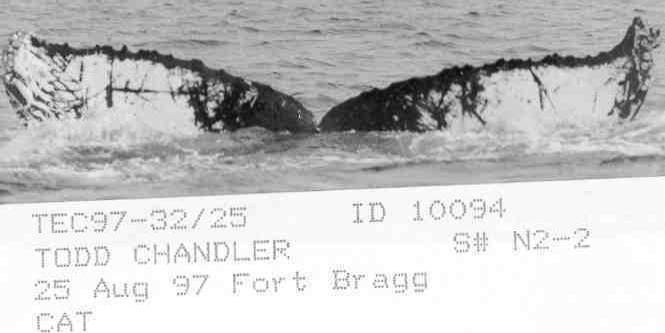 TEC97-32/25 ID 10094
TODD CHANDLER S# N2-2
25 Aug 97 Fort Bragg
CAT